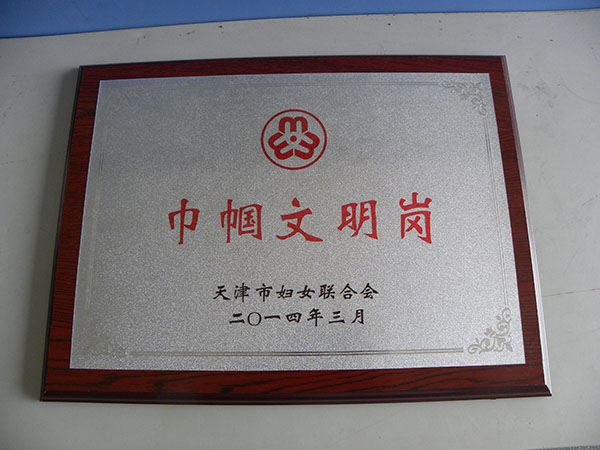 巾帼文明岗
天津市妇女联合会
二〇一四年三月